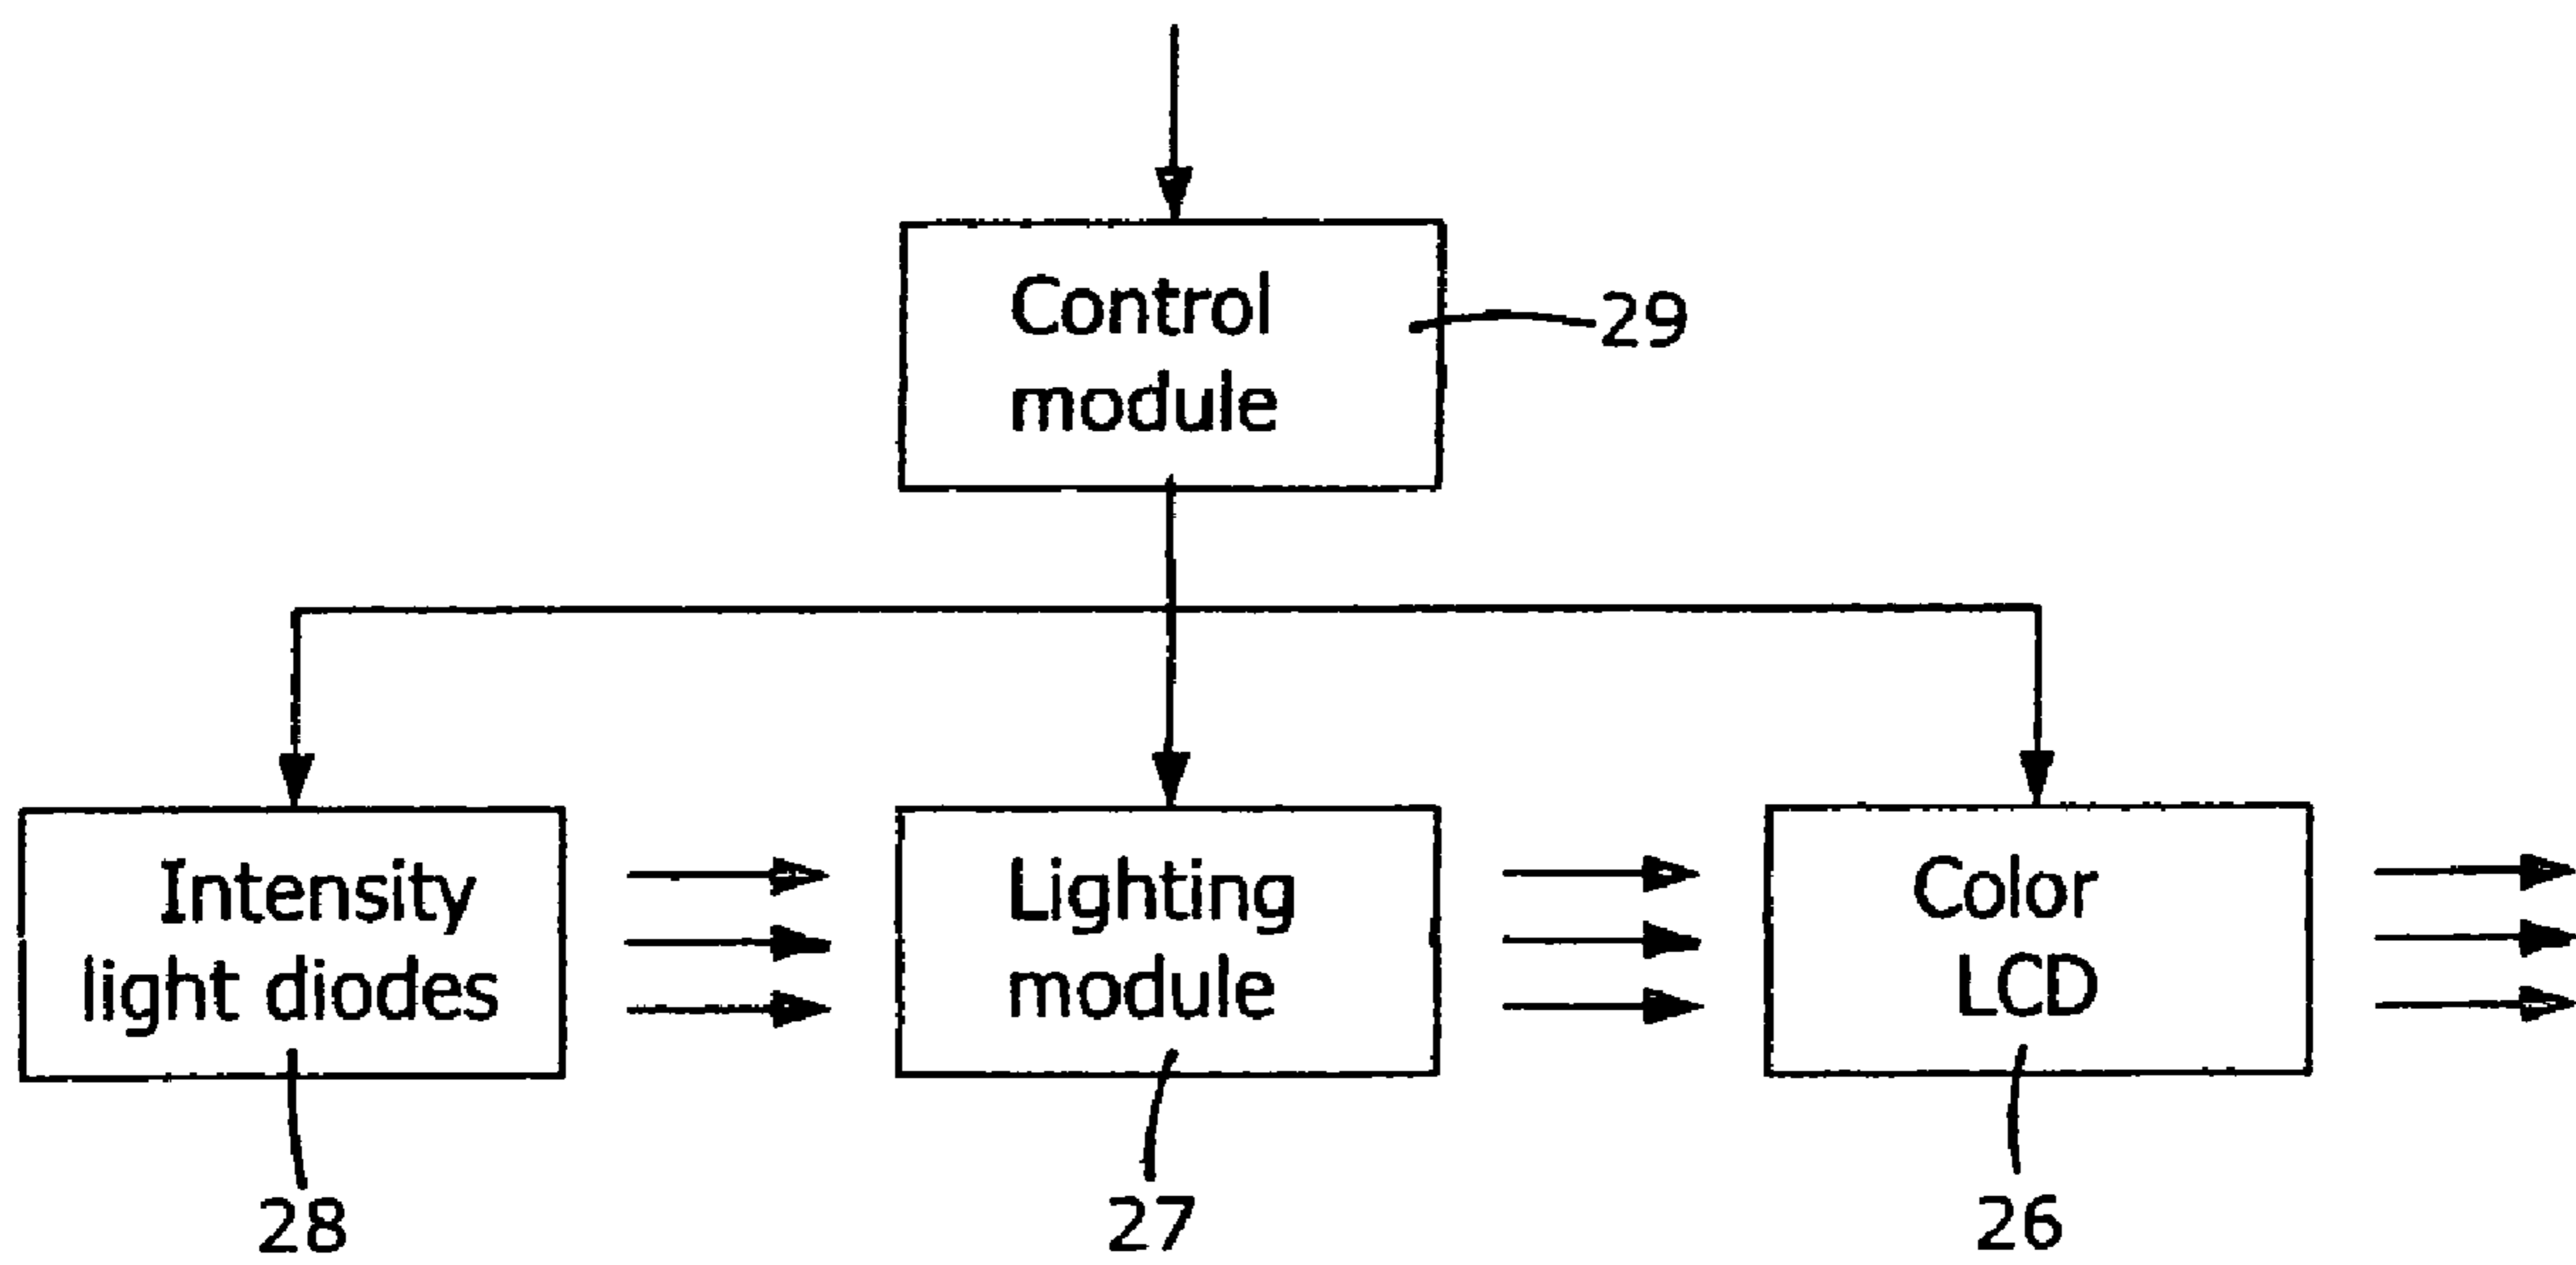 Control
module
29
Intensity
light diodes
Lighting
module
Color
LCD
28
27
26